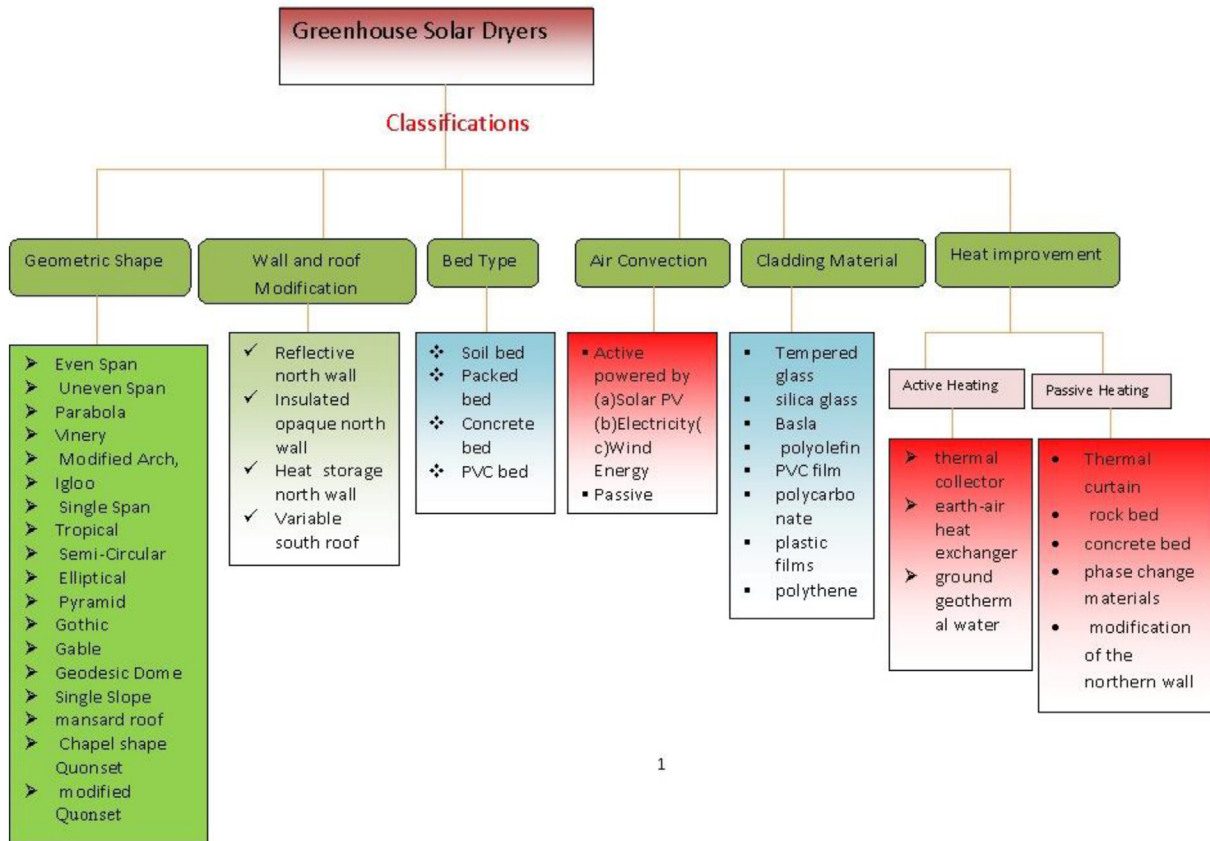 Greenhouse Solar Dryers
Classifications
Geometric Shape
Wall and roof
Modification
Bed Type
Air Convection
Cladding Material
Heat improvement
Even Span
Uneven Span
Parabola
Vinery
Modified Arch,
Igloo
Single Span
Tropical
Semi-Circular
Elliptical
Pyramid
Gothic
Gable
Geodesic Dome
Single Slope
mansard roof
Chapel shape
Quonset
modified
Quonset
Reflective
north wall
Insulated
opaque north
wall
Heat storage
north wall
Variable
south roof
Soil bed
Packed
bed
Concrete
bed
PVC bed
Active
powered by
(a)Solar PV
(b)Electricity(
c)Wind
Energy
Passive
Tempered
glass
silica glass
Basla
polyolefin
PVC film
polycarbo
nate
plastic
films
polythene
Active Heating
thermal
collector
earth-air
heat
exchanger
ground
geotherm
al water
Passive Heating
Thermal
curtain
rock bed
concrete bed
phase change
materials
modification
of the
northern wall
1